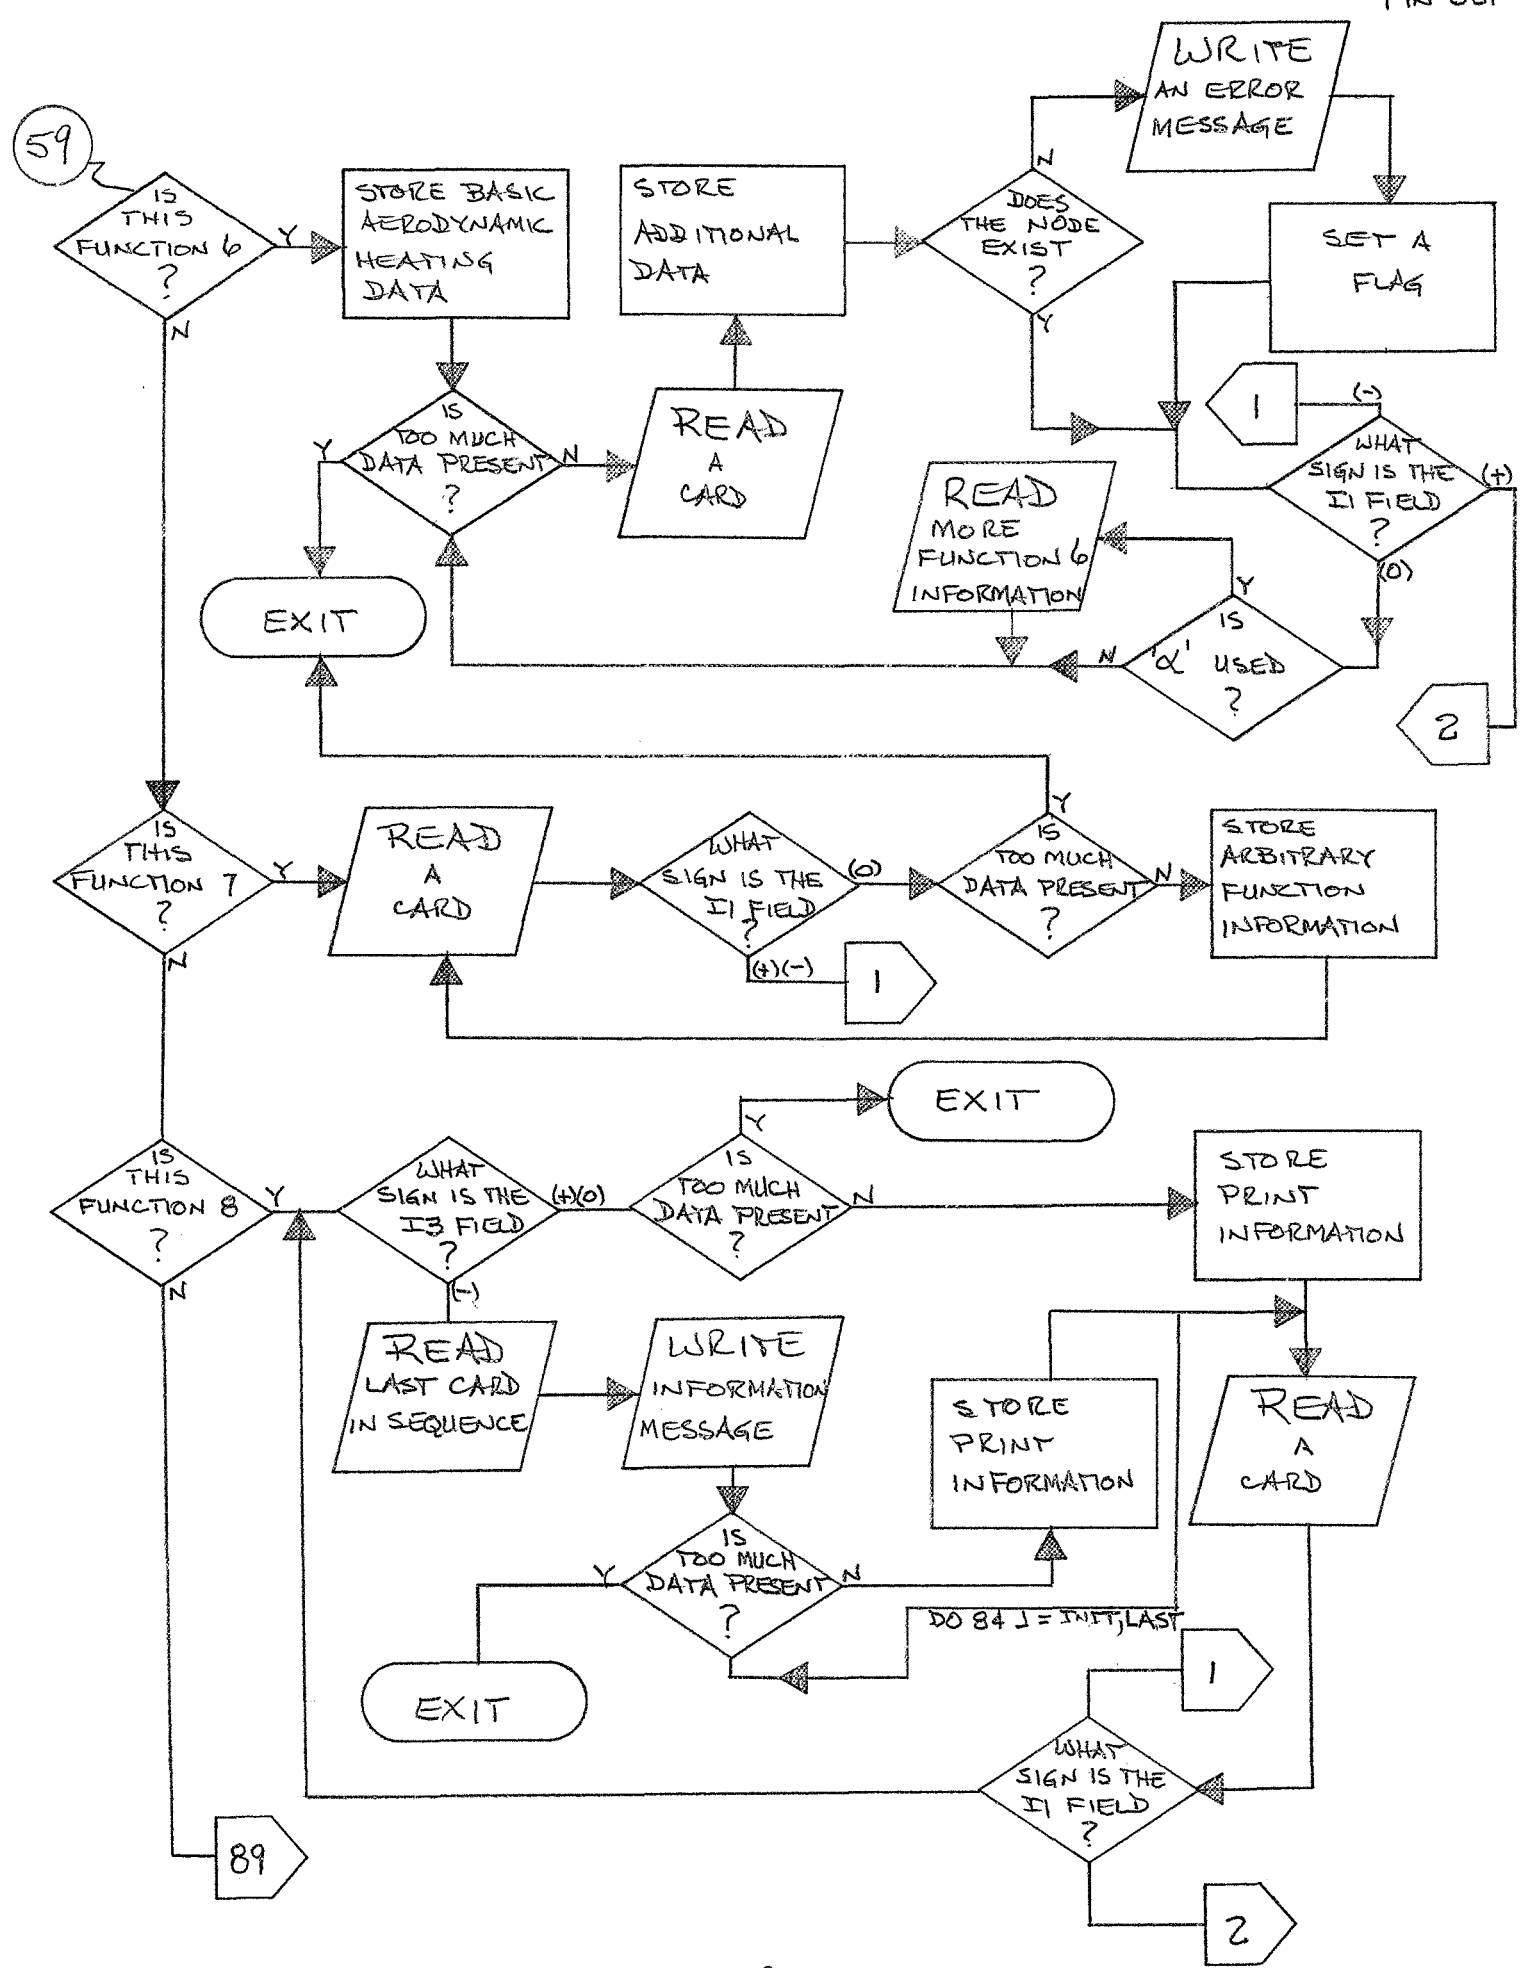 59
IS
THIS
FUNCTION 6
?
Y
N
STORE BASIC
AERODYNAMIC
HEATING
DATA
STORE
ADDITIONAL
DATA
N
DOES
THE NODE
EXIST
?
Y
WRITE
AN ERROR
MESSAGE
SET A
FLAG
IS
TOO MUCH
DATA PRESENT
?
Y
N
READ
A
CARD
1
(-)
WHAT
SIGN IS THE
I1 FIELD
?
(+)
(0)
READ
MORE
FUNCTION 6
INFORMATION
Y
IS
'α' USED
?
N
2
EXIT
IS
THIS
FUNCTION 7
?
Y
N
READ
A
CARD
WHAT
SIGN IS THE
I1 FIELD
?
(0)
(+)(-)
1
Y
IS
TOO MUCH
DATA PRESENT
?
N
STORE
ARBITRARY
FUNCTION
INFORMATION
EXIT
IS
THIS
FUNCTION 8
?
Y
N
WHAT
SIGN IS THE
I3 FIELD
?
(+)(0)
(-)
Y
IS
TOO MUCH
DATA PRESENT
?
N
STORE
PRINT
INFORMATION
READ
LAST CARD
IN SEQUENCE
WRITE
INFORMATION
MESSAGE
STORE
PRINT
INFORMATION
READ
A
CARD
IS
TOO MUCH
DATA PRESENT
?
Y
N
DO 84 J = INIT, LAST
EXIT
1
WHAT
SIGN IS THE
I1 FIELD
?
89
2